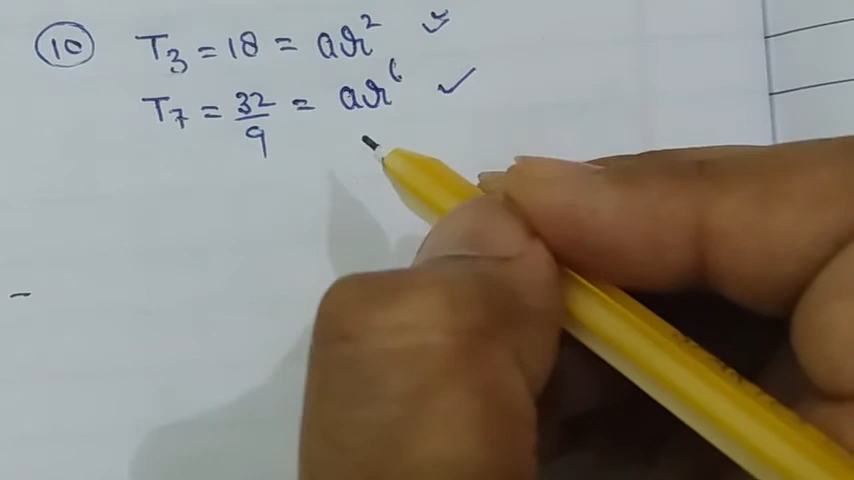 10 T₃ = 18 = ar² ✓
T₇ = 32/9 = ar⁶ ✓
-